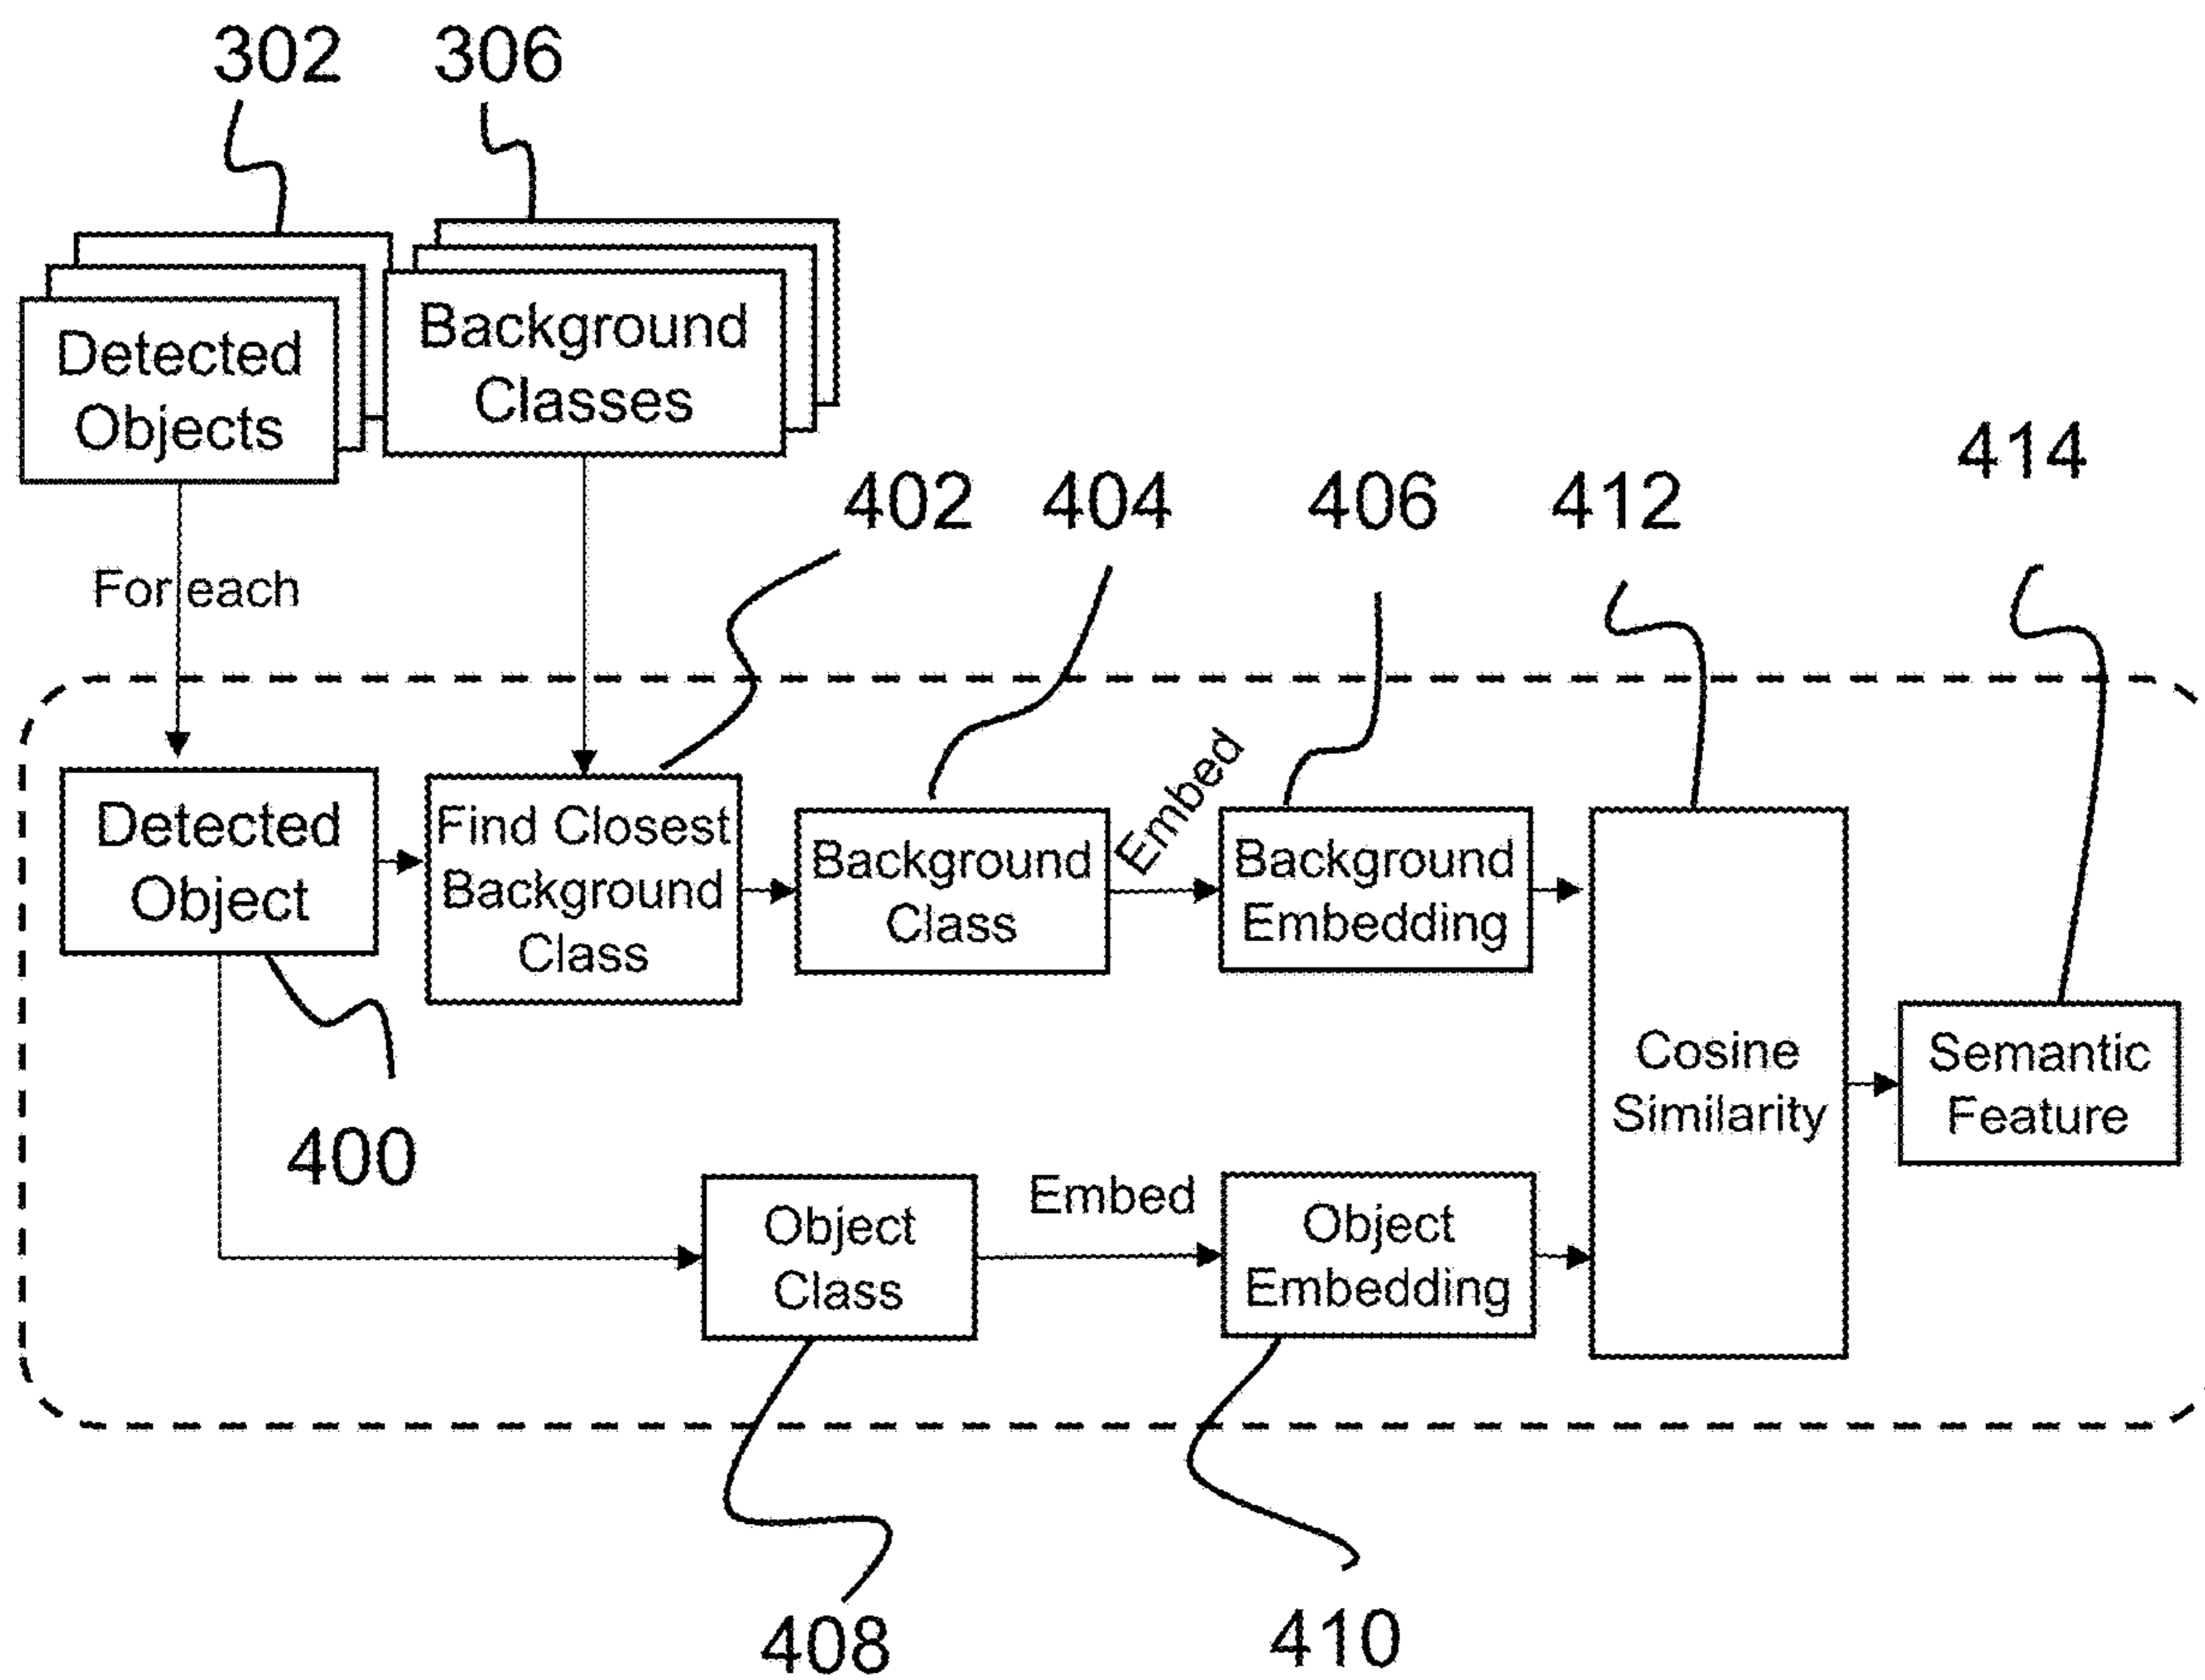 302
306
Detected
Objects
Background
Classes
For each
402
404
406
412
414
Detected
Object
Find Closest
Background
Class
Background
Class
Embed
Background
Embedding
Cosine
Similarity
Semantic
Feature
400
Object
Class
Embed
Object
Embedding
408
410